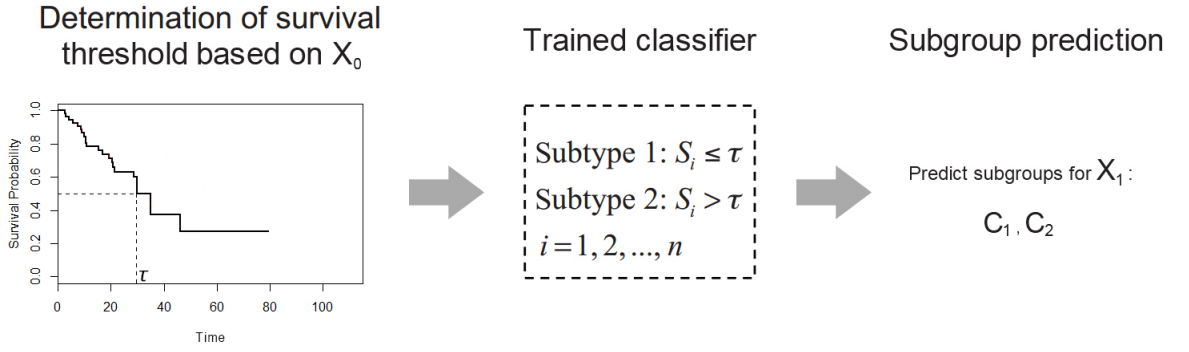 Determination of survival
threshold based on X₀
Survival Probability
1.0
0.8
0.6
0.4
0.2
0.0
τ
0 20 40 60 80 100
Time
Trained classifier
Subtype 1: Sᵢ ≤ τ
Subtype 2: Sᵢ > τ
i = 1, 2, ..., n
Subgroup prediction
Predict subgroups for X₁ :
C₁ , C₂